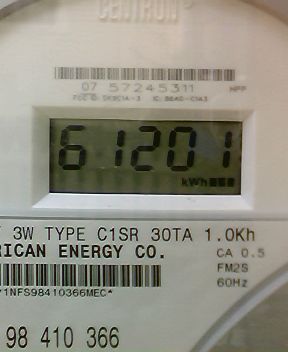 CENTRON
07 57245311
61201
kWh
3W TYPE C1SR 30TA 1.0Kh
RICAN ENERGY CO.
CA 0.5
FM2S
60Hz
1NFS98410366MEC*
98 410 366